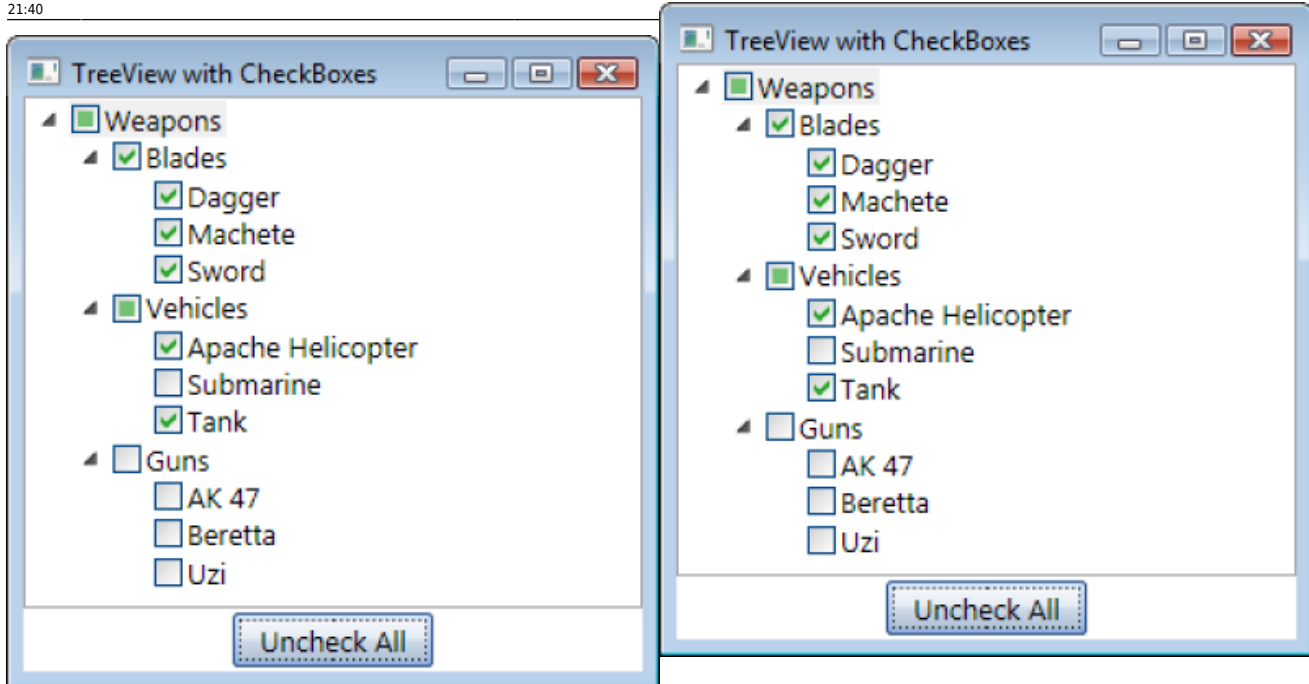 21:40
TreeView with CheckBoxes
Weapons
Blades
Dagger
Machete
Sword
Vehicles
Apache Helicopter
Submarine
Tank
Guns
AK 47
Beretta
Uzi
Uncheck All
TreeView with CheckBoxes
Weapons
Blades
Dagger
Machete
Sword
Vehicles
Apache Helicopter
Submarine
Tank
Guns
AK 47
Beretta
Uzi
Uncheck All